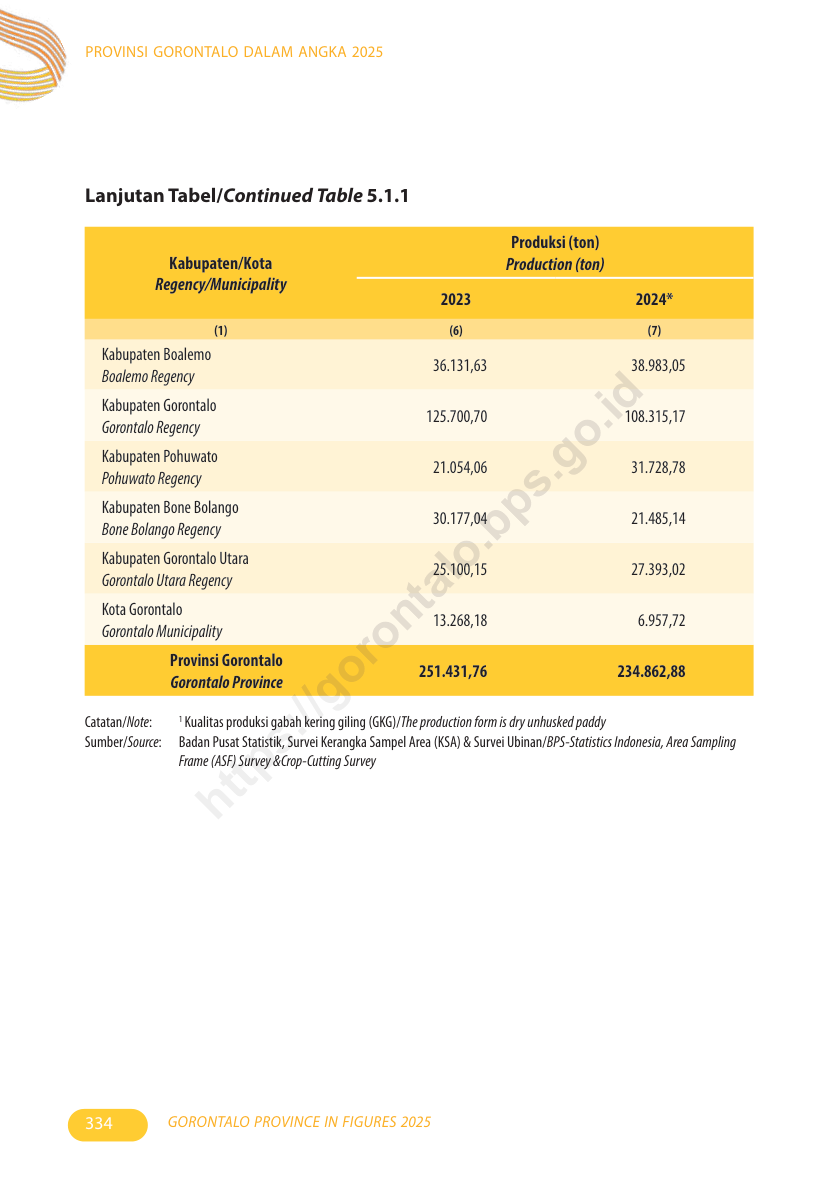 PROVINSI GORONTALO DALAM ANGKA 2025
Lanjutan Tabel/Continued Table 5.1.1
Kabupaten/Kota
Regency/Municipality
Produksi (ton)
Production (ton)
2023
2024*
(1)
(6)
(7)
Kabupaten Boalemo
Boalemo Regency
36.131,63
38.983,05
Kabupaten Gorontalo
Gorontalo Regency
125.700,70
108.315,17
Kabupaten Pohuwato
Pohuwato Regency
21.054,06
31.728,78
Kabupaten Bone Bolango
Bone Bolango Regency
30.177,04
21.485,14
Kabupaten Gorontalo Utara
Gorontalo Utara Regency
25.100,15
27.393,02
Kota Gorontalo
Gorontalo Municipality
13.268,18
6.957,72
Provinsi Gorontalo
Gorontalo Province
251.431,76
234.862,88
Catatan/Note: ¹ Kualitas produksi gabah kering giling (GKG)/The production form is dry unhusked paddy
Sumber/Source: Badan Pusat Statistik, Survei Kerangka Sampel Area (KSA) & Survei Ubinan/BPS-Statistics Indonesia, Area Sampling
Frame (ASF) Survey &Crop-Cutting Survey
https://gorontalo.bps.go.id
334
GORONTALO PROVINCE IN FIGURES 2025